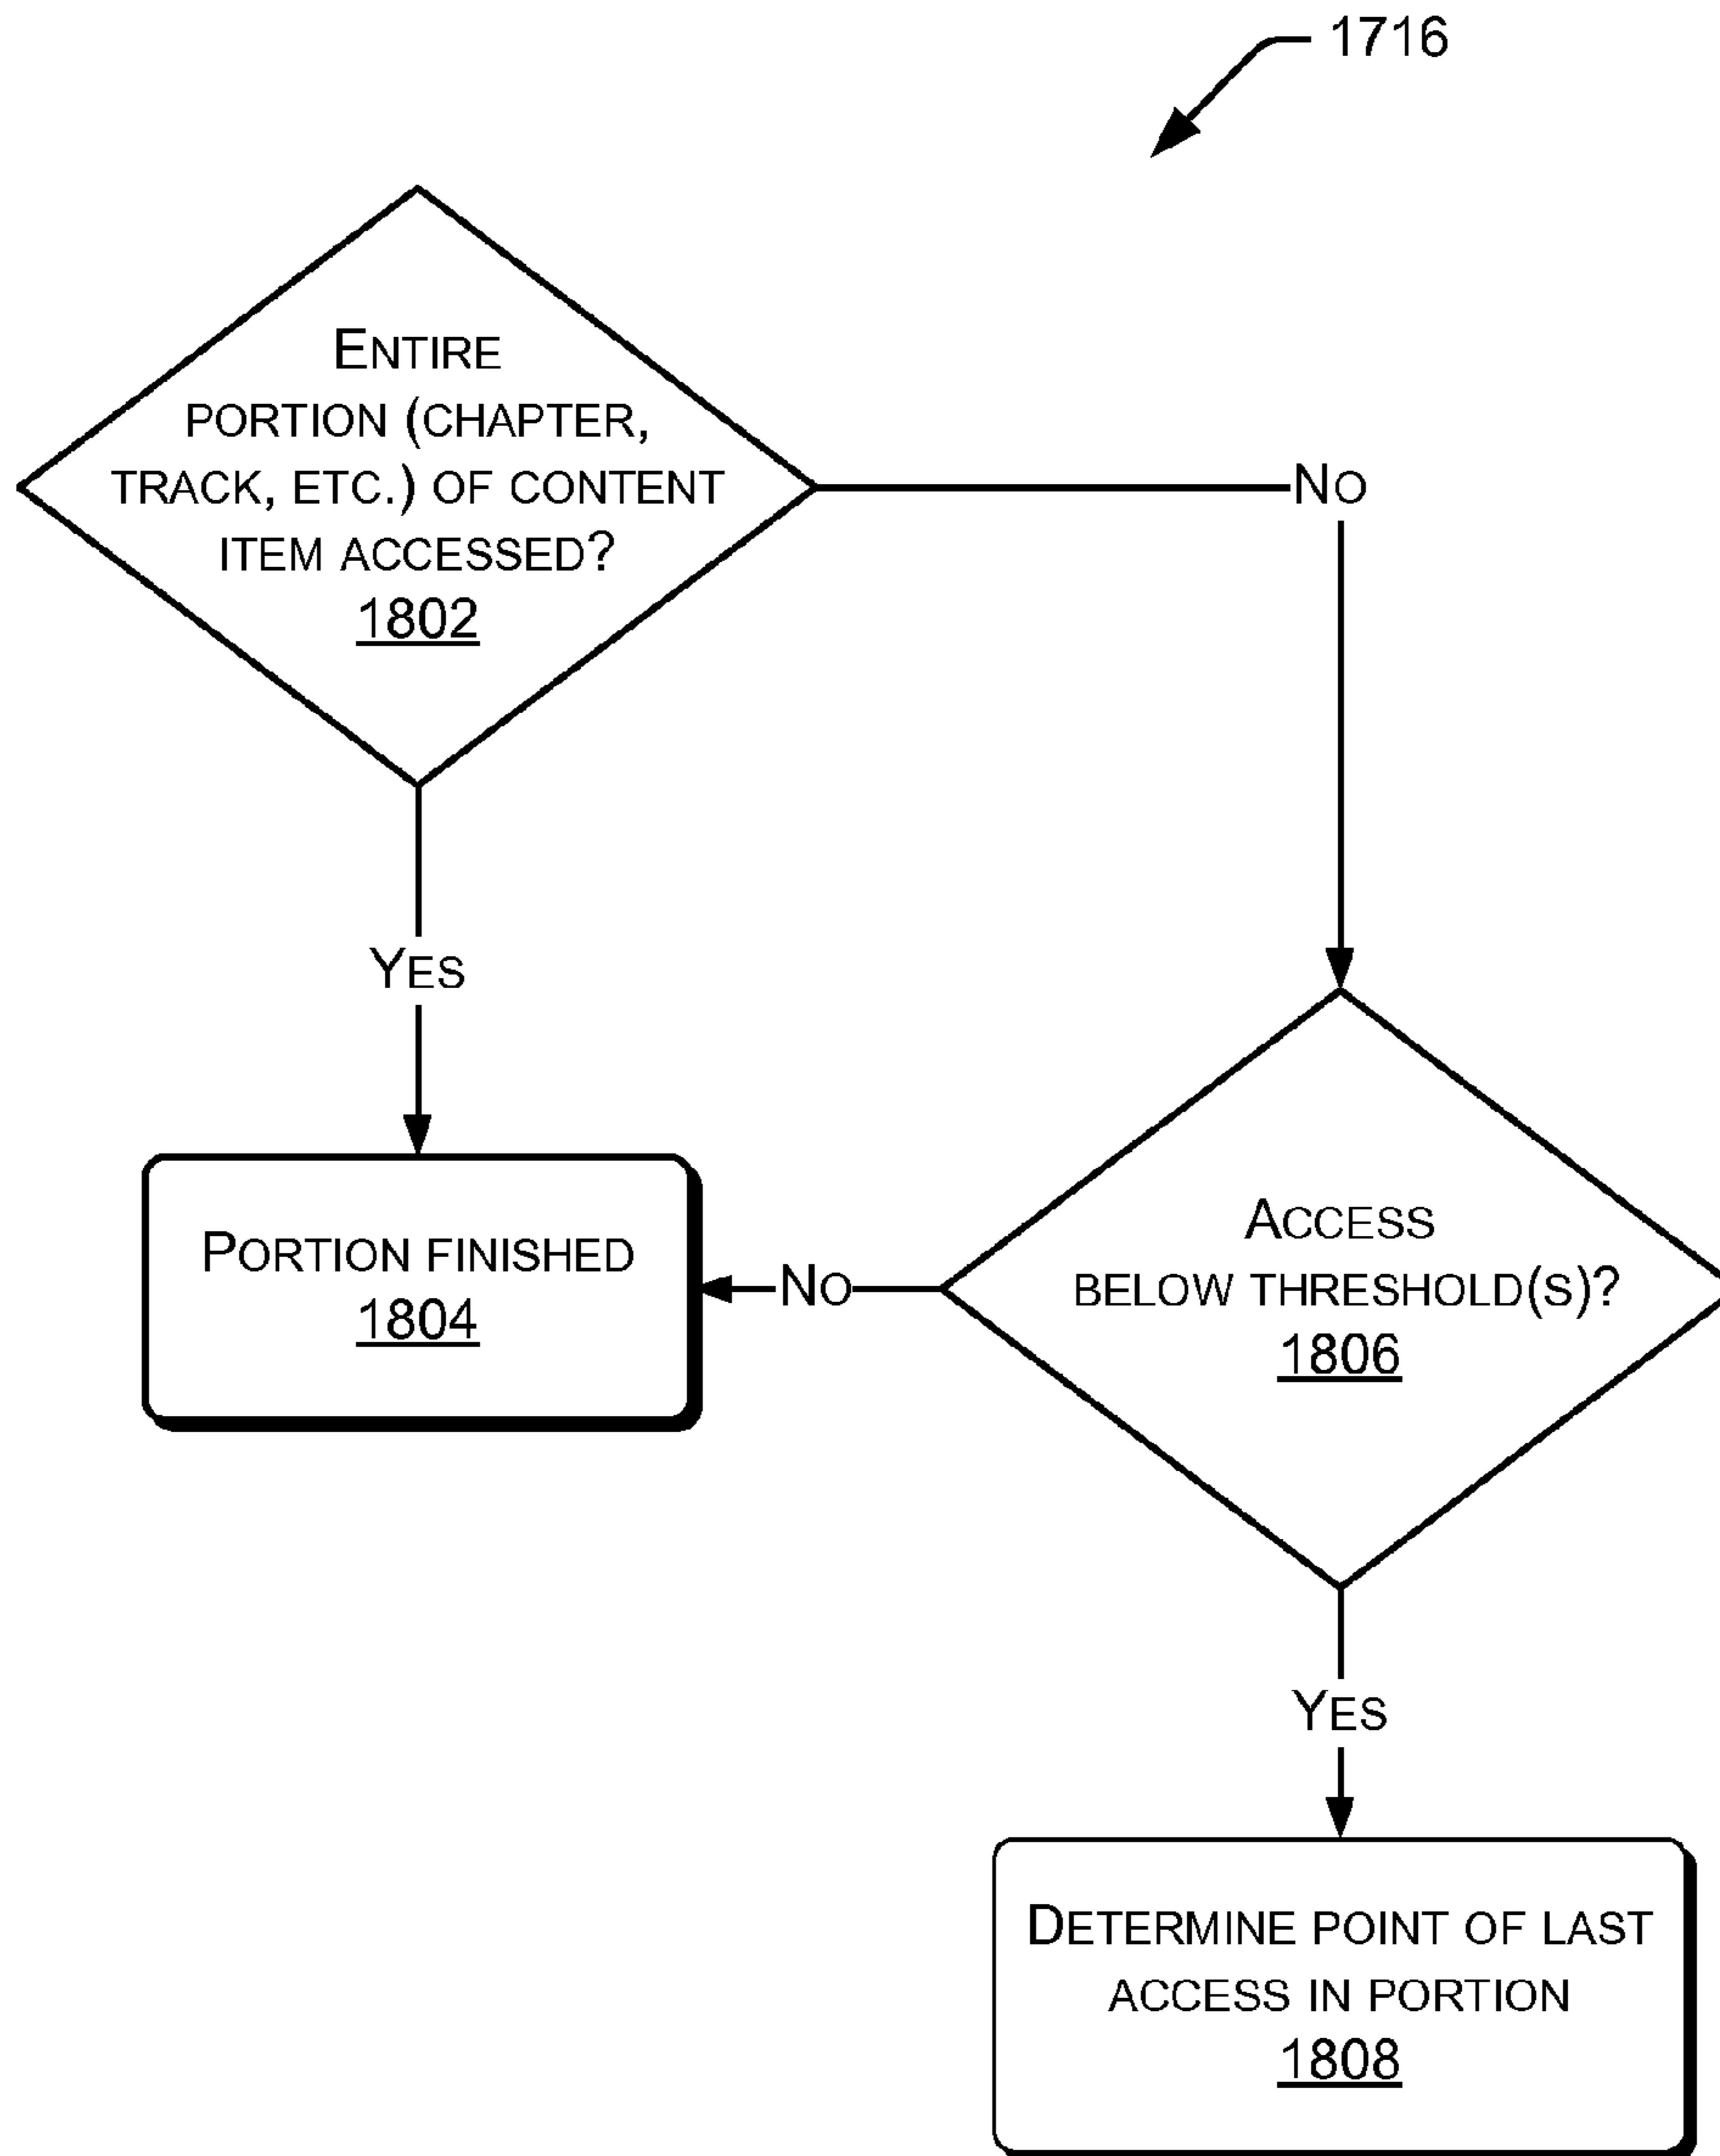 1716
ENTIRE
PORTION (CHAPTER,
TRACK, ETC.) OF CONTENT
ITEM ACCESSED?
1802
NO
YES
PORTION FINISHED
1804
NO
ACCESS
BELOW THRESHOLD(S)?
1806
YES
DETERMINE POINT OF LAST
ACCESS IN PORTION
1808